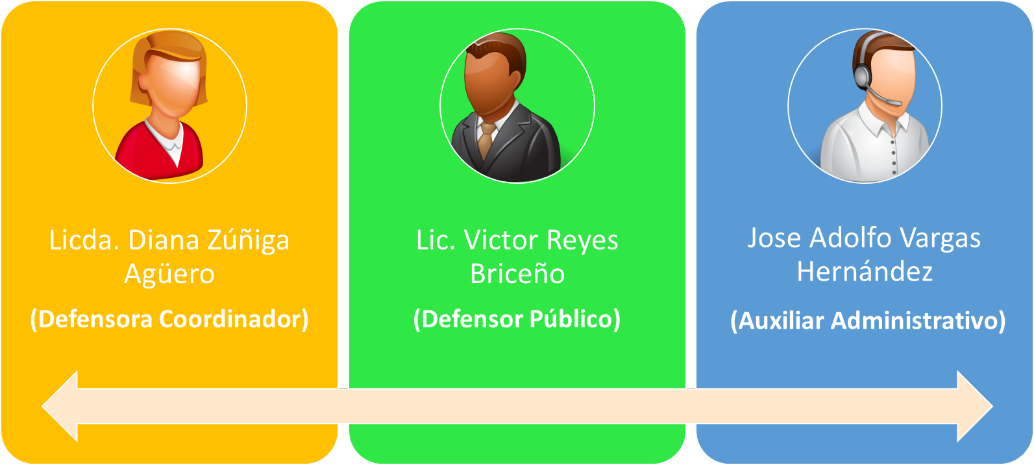 Licda. Diana Zúñiga
Agüero
(Defensora Coordinador)
Lic. Victor Reyes
Briceño
(Defensor Público)
Jose Adolfo Vargas
Hernández
(Auxiliar Administrativo)